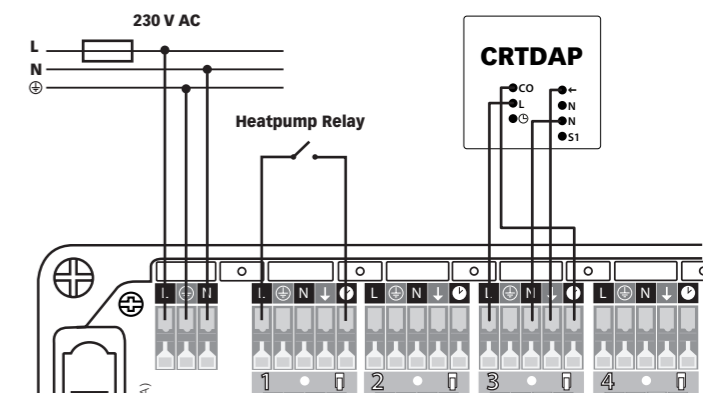 230 V AC
L
N
Heatpump Relay
CRTDAP
CO
L
←
N
N
S1
L N L N ↓ L N ↓ L N ↓ L N ↓
1 2 3 4
A)